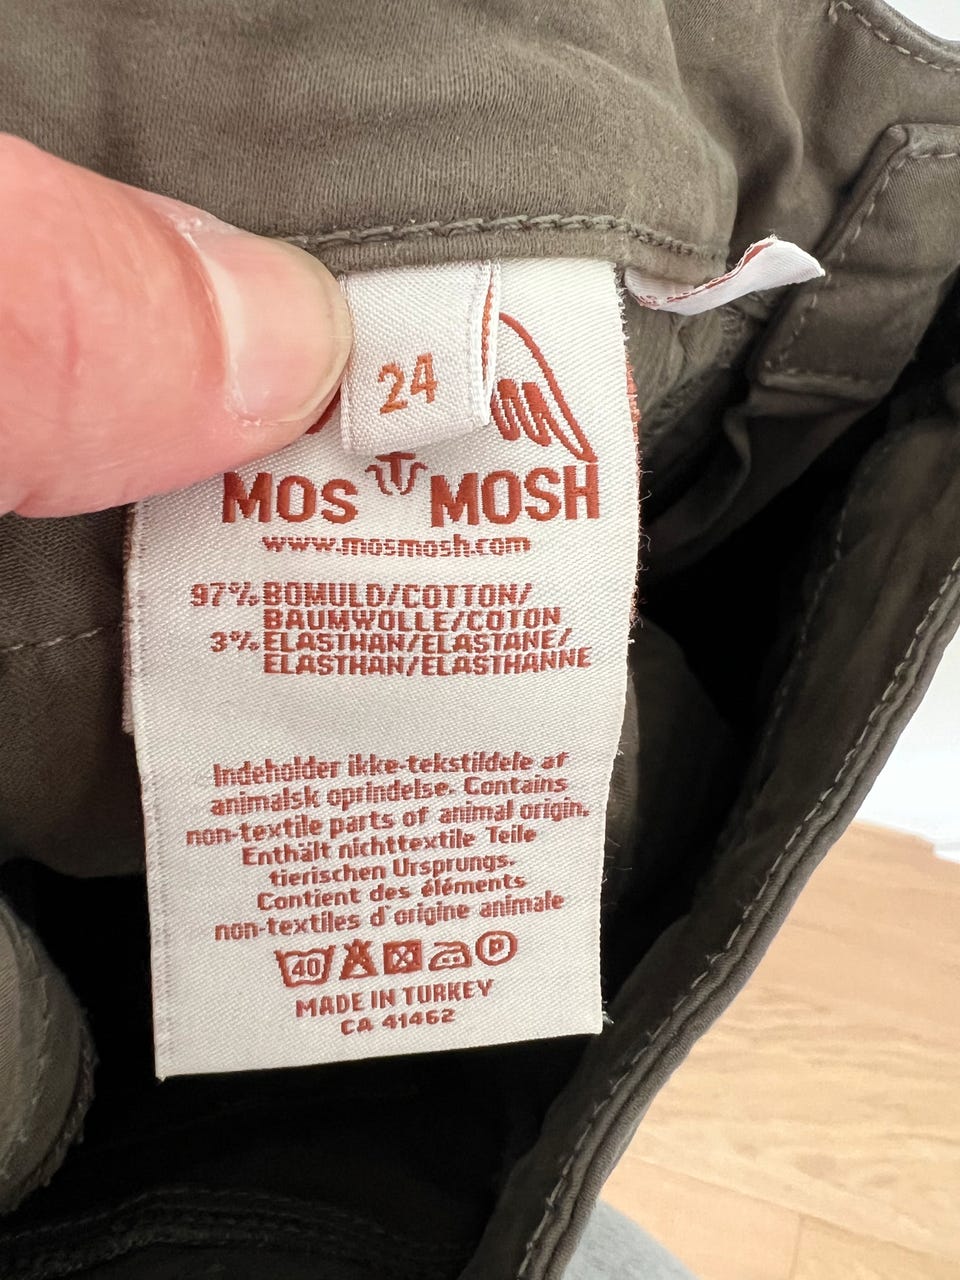 24
MOS MOSH
www.mosmosh.com
97% BOMULD/COTTON/
BAUMWOLLE/COTON
3% ELASTHAN/ELASTANE/
ELASTHAN/ELASTHANNE
Indeholder ikke-tekstildele af
animalsk oprindelse. Contains
non-textile parts of animal origin.
Enthält nichttextile Teile
tierischen Ursprungs.
Contient des éléments
non-textiles d'origine animale
40 P
MADE IN TURKEY
CA 41462